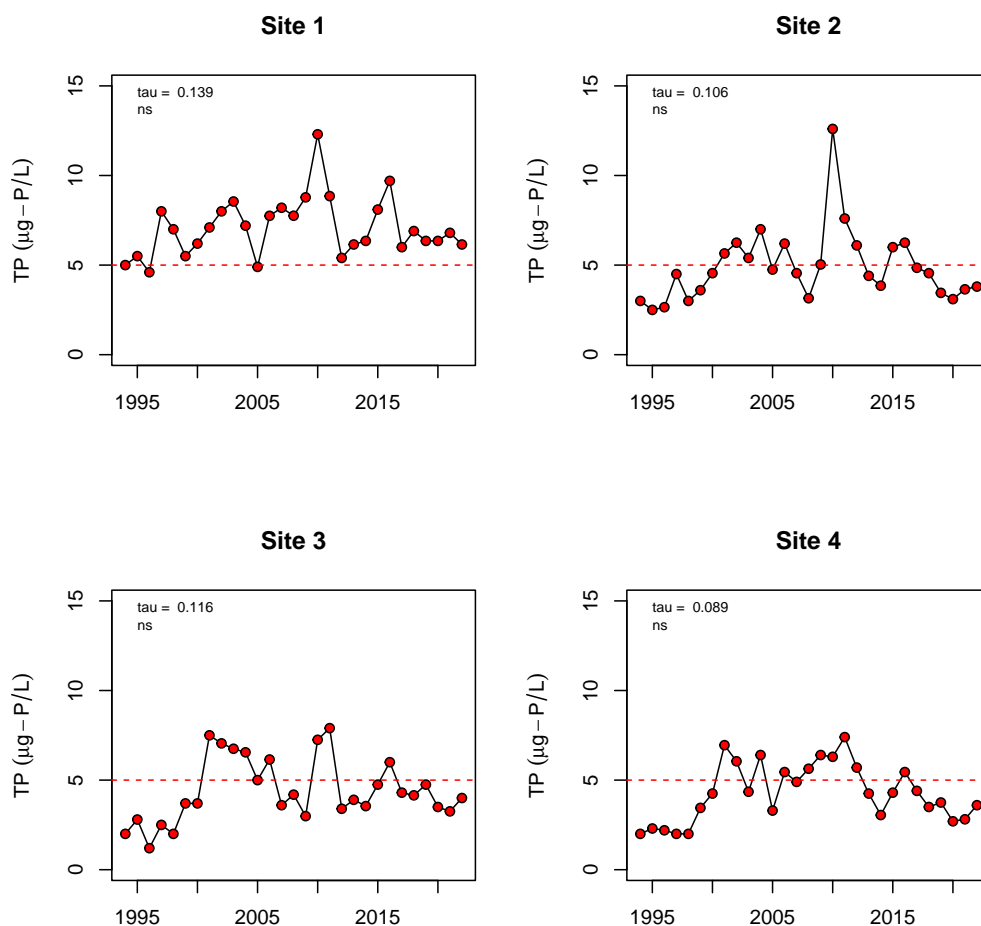 Site 1
tau = 0.139
ns
TP (μg−P/L)
0
5
10
15
1995
2005
2015
Site 2
tau = 0.106
ns
TP (μg−P/L)
0
5
10
15
1995
2005
2015
Site 3
tau = 0.116
ns
TP (μg−P/L)
0
5
10
15
1995
2005
2015
Site 4
tau = 0.089
ns
TP (μg−P/L)
0
5
10
15
1995
2005
2015